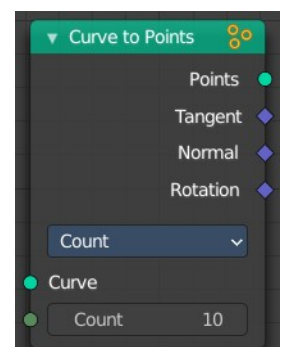 Curve to Points
Points
Tangent
Normal
Rotation
Count
Curve
Count 10